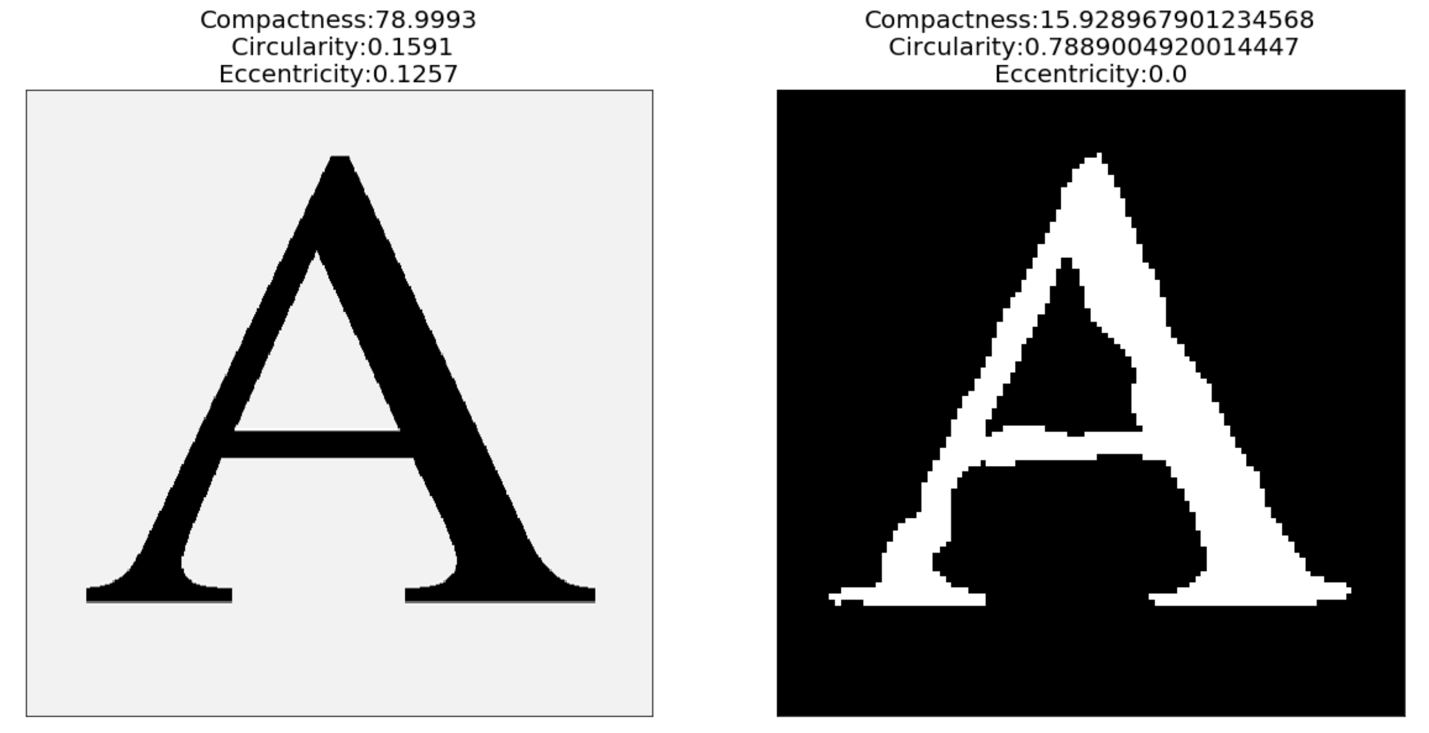 Compactness:78.9993
Circularity:0.1591
Eccentricity:0.1257
A
Compactness:15.928967901234568
Circularity:0.7889004920014447
Eccentricity:0.0
A